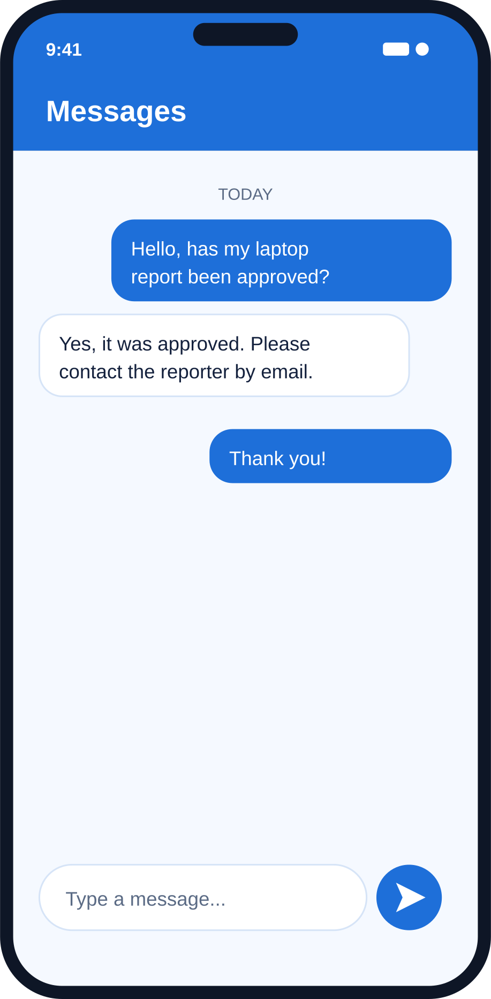 9:41
Messages
TODAY
Hello, has my laptop
report been approved?
Yes, it was approved. Please
contact the reporter by email.
Thank you!
Type a message...